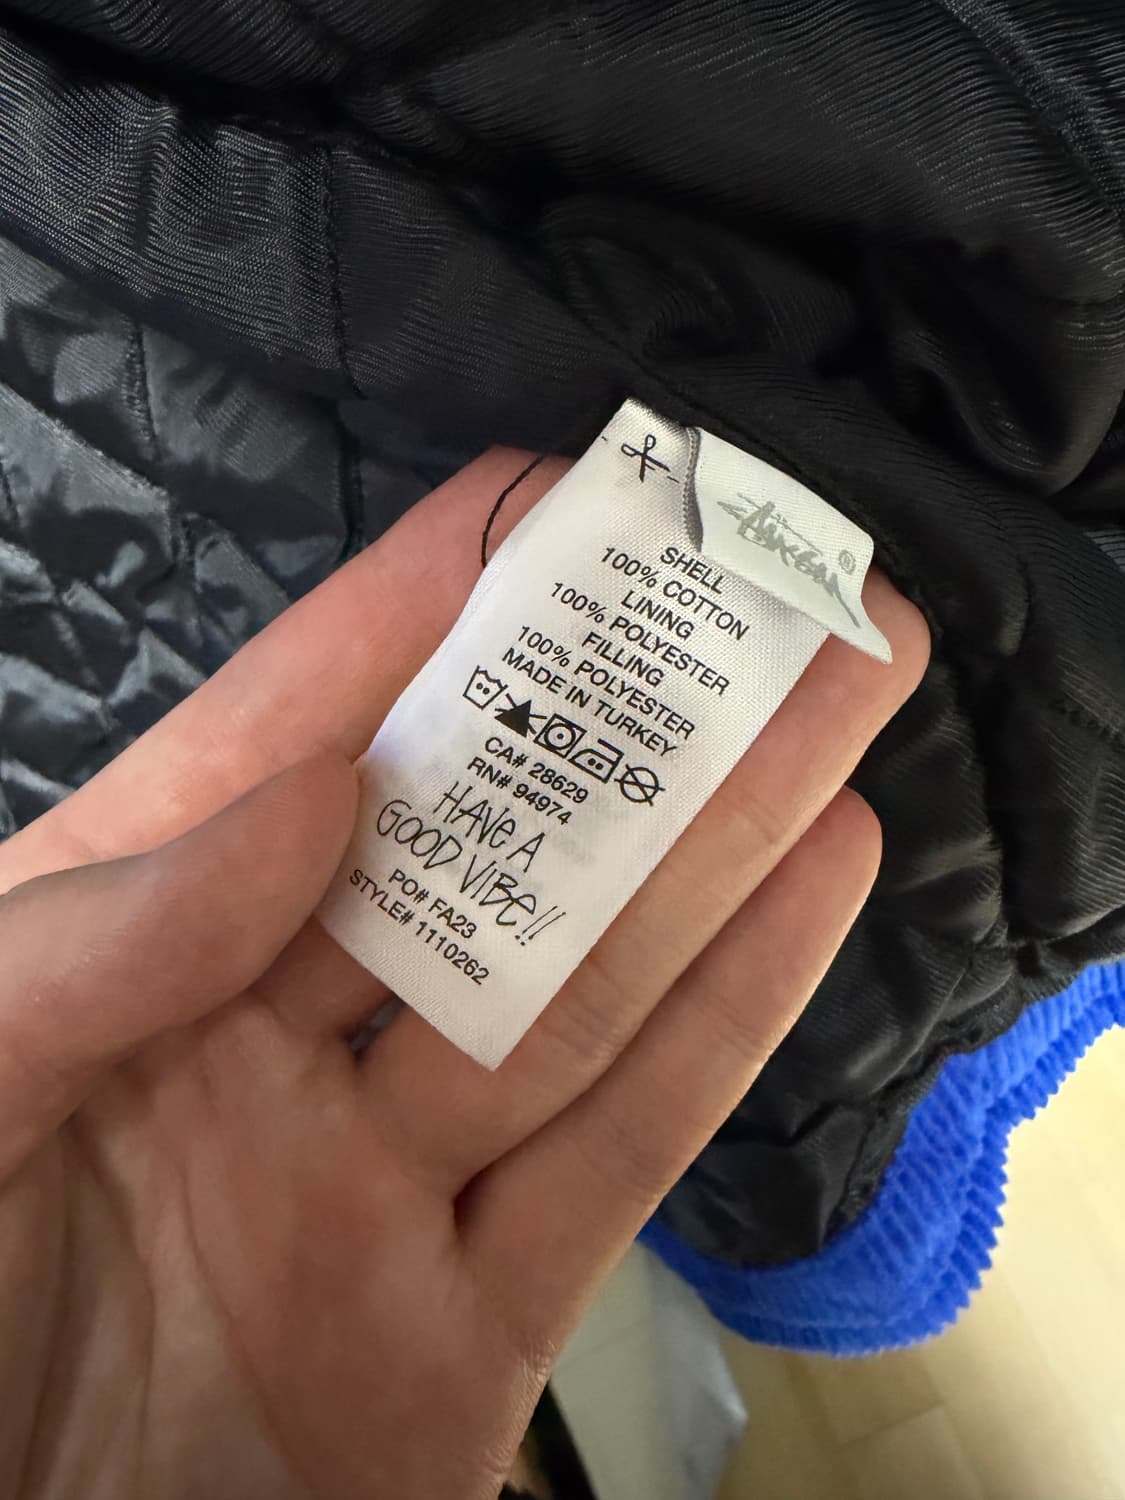 Stüssy ®
SHELL
100% COTTON
LINING
100% POLYESTER
FILLING
100% POLYESTER
MADE IN TURKEY
CA# 28629
RN# 94974
HAVE A
GOOD VIBE!!
PO# FA23
STYLE# 1110262